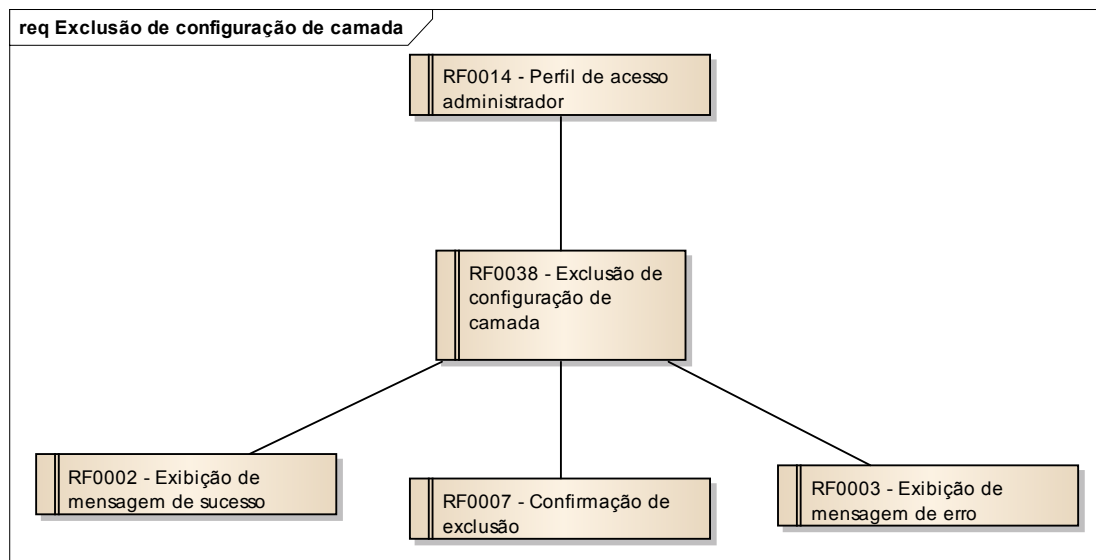 req Exclusão de configuração de camada
RF0014 - Perfil de acesso
administrador
RF0038 - Exclusão de
configuração de
camada
RF0002 - Exibição de
mensagem de sucesso
RF0007 - Confirmação de
exclusão
RF0003 - Exibição de
mensagem de erro